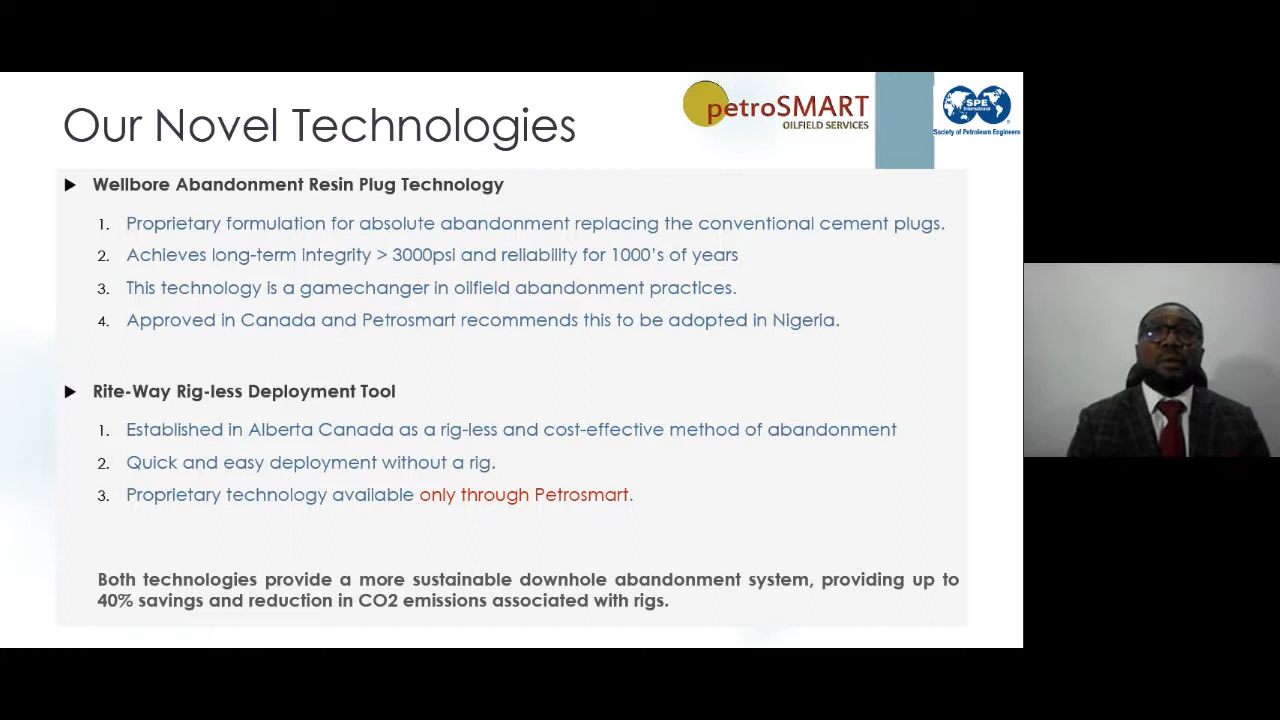 Our Novel Technologies
petroSMART
OILFIELD SERVICES
SPE
International
®
Society of Petroleum Engineers
Wellbore Abandonment Resin Plug Technology
1. Proprietary formulation for absolute abandonment replacing the conventional cement plugs.
2. Achieves long-term integrity > 3000psi and reliability for 1000's of years
3. This technology is a gamechanger in oilfield abandonment practices.
4. Approved in Canada and Petrosmart recommends this to be adopted in Nigeria.
Rite-Way Rig-less Deployment Tool
1. Established in Alberta Canada as a rig-less and cost-effective method of abandonment
2. Quick and easy deployment without a rig.
3. Proprietary technology available only through Petrosmart.
Both technologies provide a more sustainable downhole abandonment system, providing up to
40% savings and reduction in CO2 emissions associated with rigs.